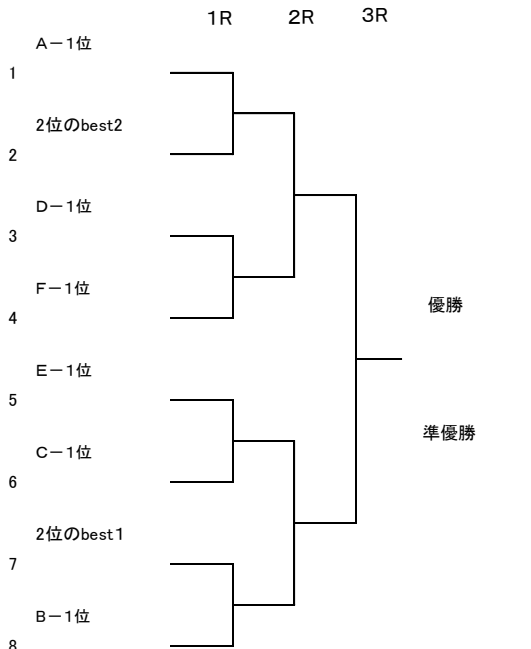 1R 2R 3R
A－1位
1
2位のbest2
2
D－1位
3
F－1位
4
優勝
E－1位
5
準優勝
C－1位
6
2位のbest1
7
B－1位
8